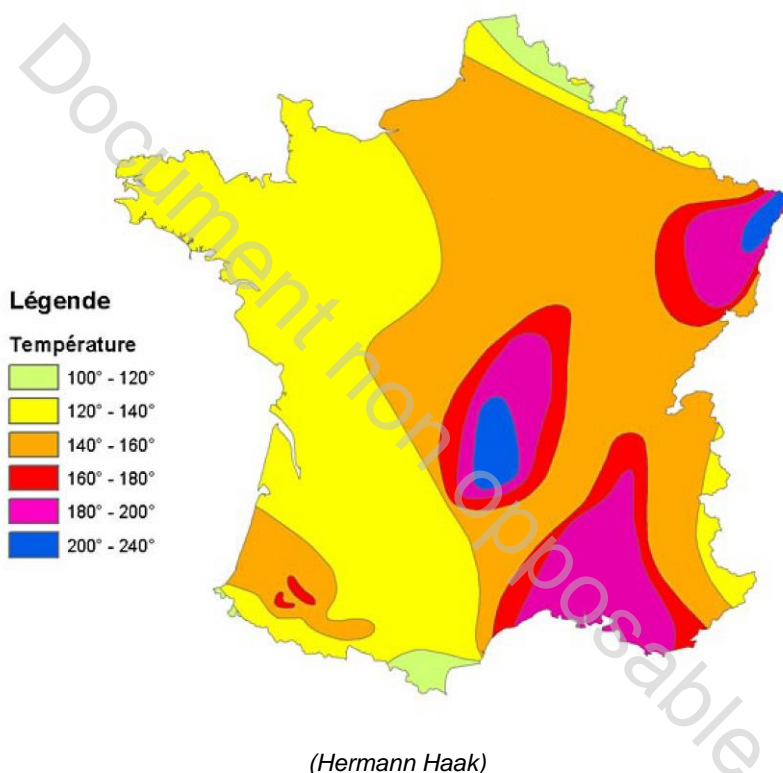 Document non opposable
Légende
Température
100° - 120°
120° - 140°
140° - 160°
160° - 180°
180° - 200°
200° - 240°
(Hermann Haak)